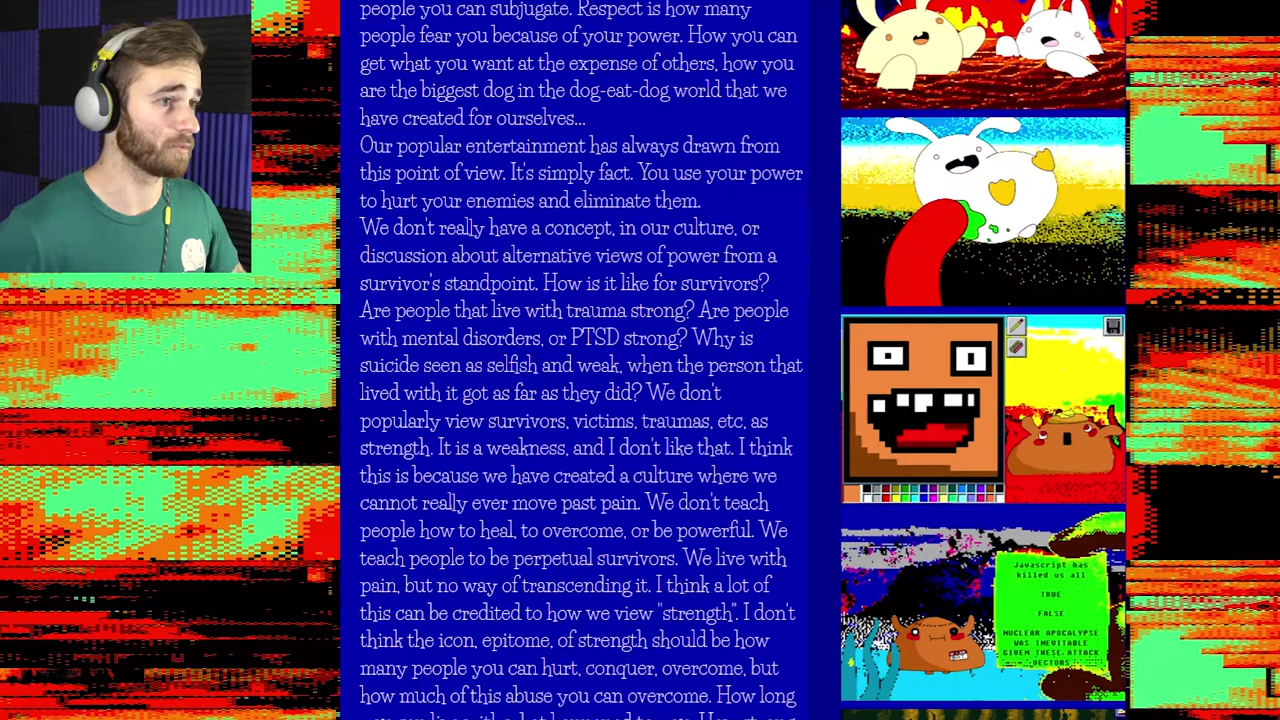 people you can subjugate. Respect is how many
people fear you because of your power. How you can
get what you want at the expense of others, how you
are the biggest dog in the dog-eat-dog world that we
have created for ourselves...
Our popular entertainment has always drawn from
this point of view. It's simply fact. You use your power
to hurt your enemies and eliminate them.
We don't really have a concept, in our culture, or
discussion about alternative views of power from a
survivor's standpoint. How is it like for survivors?
Are people that live with trauma strong? Are people
with mental disorders, or PTSD strong? Why is
suicide seen as selfish and weak, when the person that
lived with it got as far as they did? We don't
popularly view survivors, victims, traumas, etc. as
strength. It is a weakness, and I don't like that. I think
this is because we have created a culture where we
cannot really ever move past pain. We don't teach
people how to heal, to overcome, or be powerful. We
teach people to be perpetual survivors. We live with
pain, but no way of transcending it. I think a lot of
this can be credited to how we view "strength". I don't
think the icon, epitome, of strength should be how
many people you can hurt, conquer, overcome, but
how much of this abuse you can overcome. How long
Javascript has
killed us all
TRUE
FALSE
NUCLEAR APOCALYPSE
WAS INEVITABLE
GIVEN THESE ATTACK
VECTORS